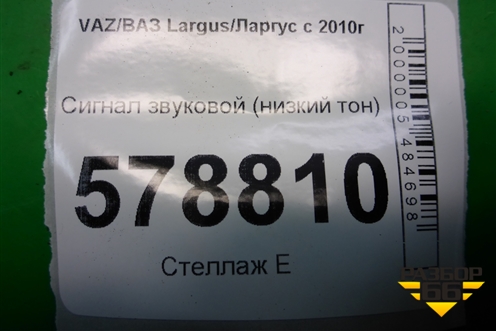 VAZ/ВАЗ Largus/Ларгус с 2010г
Сигнал звуковой (низкий тон)
578810
Стеллаж Е
2000005484698
РАЗБОР
66